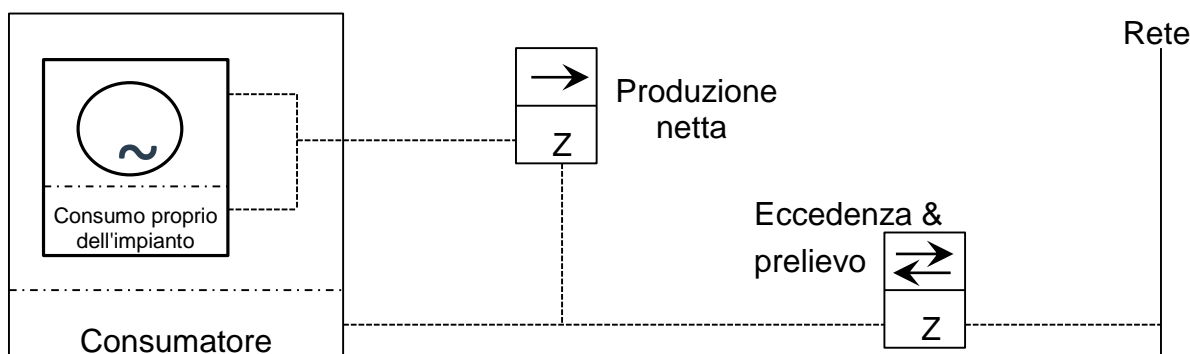 Rete
Produzione
netta
Z
Consumo proprio
dell'impianto
Eccedenza &
prelievo
Z
Consumatore